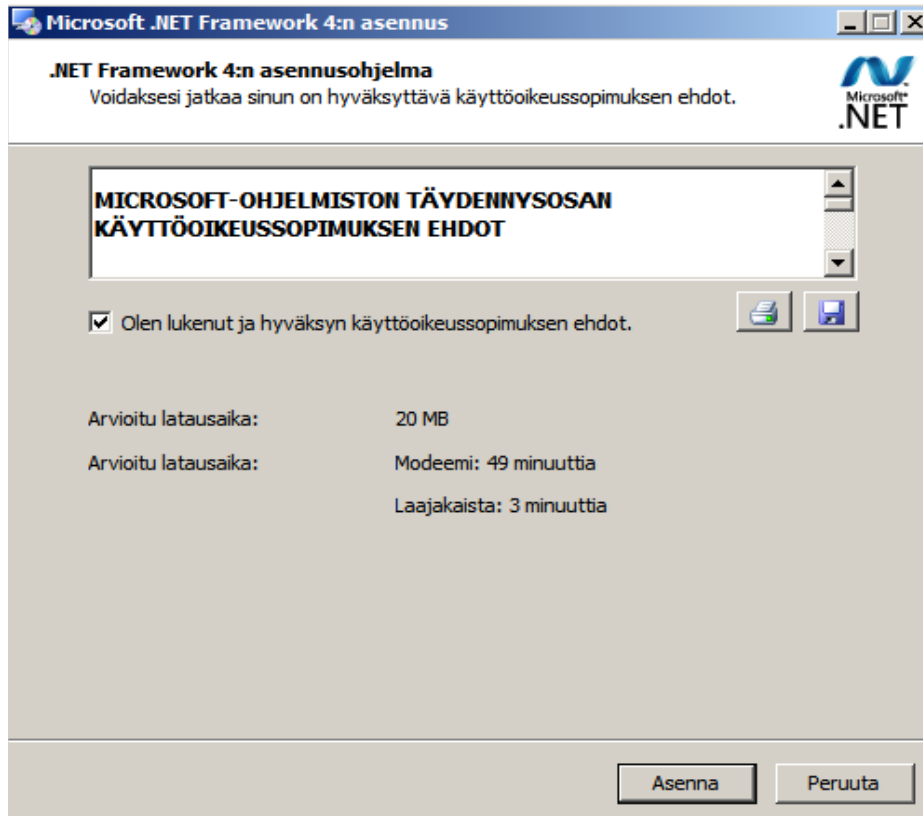 Microsoft .NET Framework 4:n asennus
.NET Framework 4:n asennusohjelma
Voidaksesi jatkaa sinun on hyväksyttävä käyttöoikeussopimuksen ehdot.
Microsoft®
.NET
MICROSOFT-OHJELMISTON TÄYDENNYSOSAN
KÄYTTÖOIKEUSSOPIMUKSEN EHDOT
Olen lukenut ja hyväksyn käyttöoikeussopimuksen ehdot.
Arvioitu latausaika: 20 MB
Arvioitu latausaika: Modeemi: 49 minuuttia
Laajakaista: 3 minuuttia
Asenna Peruuta